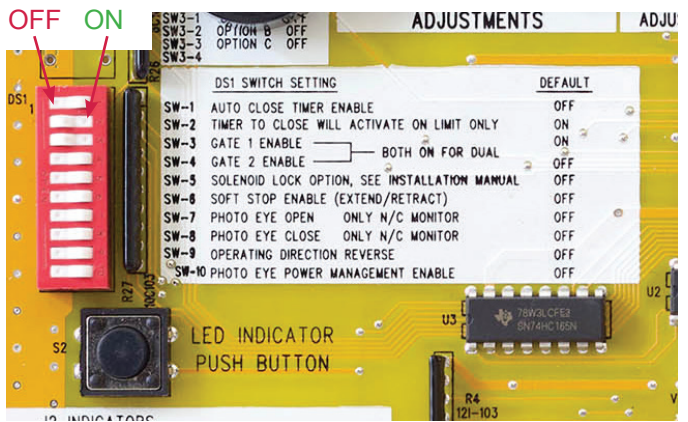 OFF ON
SW3-1 OFF
SW3-2 OPTION B OFF
SW3-3 OPTION C OFF
SW3-4
ADJUSTMENTS
ADJU
R26
DS1
1
DS1 SWITCH SETTING DEFAULT
SW-1 AUTO CLOSE TIMER ENABLE OFF
SW-2 TIMER TO CLOSE WILL ACTIVATE ON LIMIT ONLY ON
SW-3 GATE 1 ENABLE ON
BOTH ON FOR DUAL
SW-4 GATE 2 ENABLE OFF
SW-5 SOLENOID LOCK OPTION, SEE INSTALLATION MANUAL OFF
SW-6 SOFT STOP ENABLE (EXTEND/RETRACT) OFF
SW-7 PHOTO EYE OPEN ONLY N/C MONITOR OFF
SW-8 PHOTO EYE CLOSE ONLY N/C MONITOR OFF
SW-9 OPERATING DIRECTION REVERSE OFF
SW-10 PHOTO EYE POWER MANAGEMENT ENABLE OFF
R27
U2
U3
78W3LCFE3
SN74HC165N
S2
LED INDICATOR
PUSH BUTTON
R4
121-103
V
J2 INDICATORS